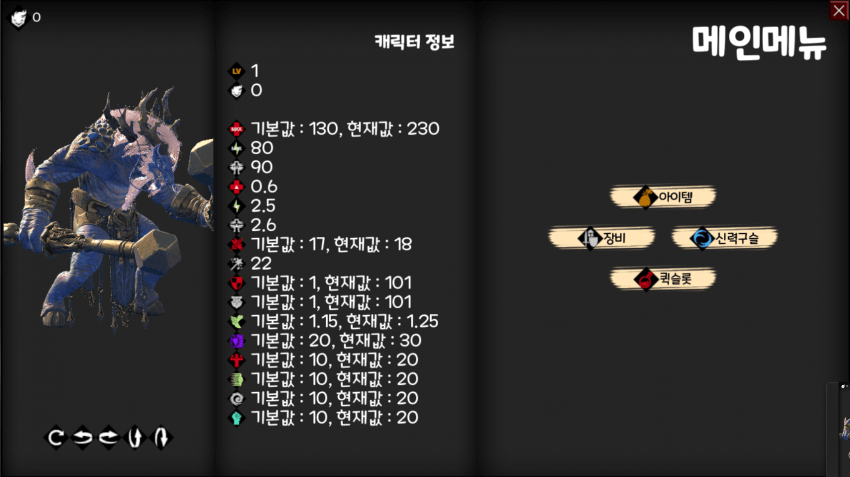 0
메인메뉴
캐릭터 정보
LV 1
0
MAX 기본값 : 130, 현재값 : 230
80
90
0.6
2.5
2.6
기본값 : 17, 현재값 : 18
22
기본값 : 1, 현재값 : 101
기본값 : 1, 현재값 : 101
기본값 : 1.15, 현재값 : 1.25
기본값 : 20, 현재값 : 30
기본값 : 10, 현재값 : 20
기본값 : 10, 현재값 : 20
기본값 : 10, 현재값 : 20
기본값 : 10, 현재값 : 20
아이템
장비
신력구슬
퀵슬롯